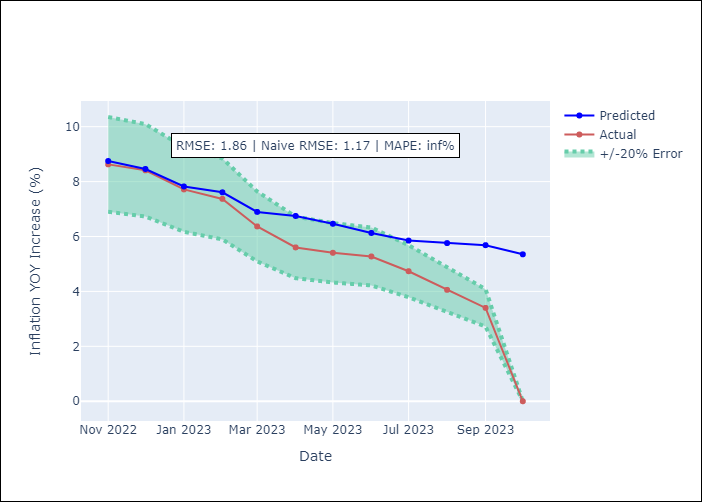 Predicted
Actual
+/-20% Error
RMSE: 1.86 | Naive RMSE: 1.17 | MAPE: inf%
10
8
6
4
2
0
Inflation YOY Increase (%)
Nov 2022 Jan 2023 Mar 2023 May 2023 Jul 2023 Sep 2023
Date